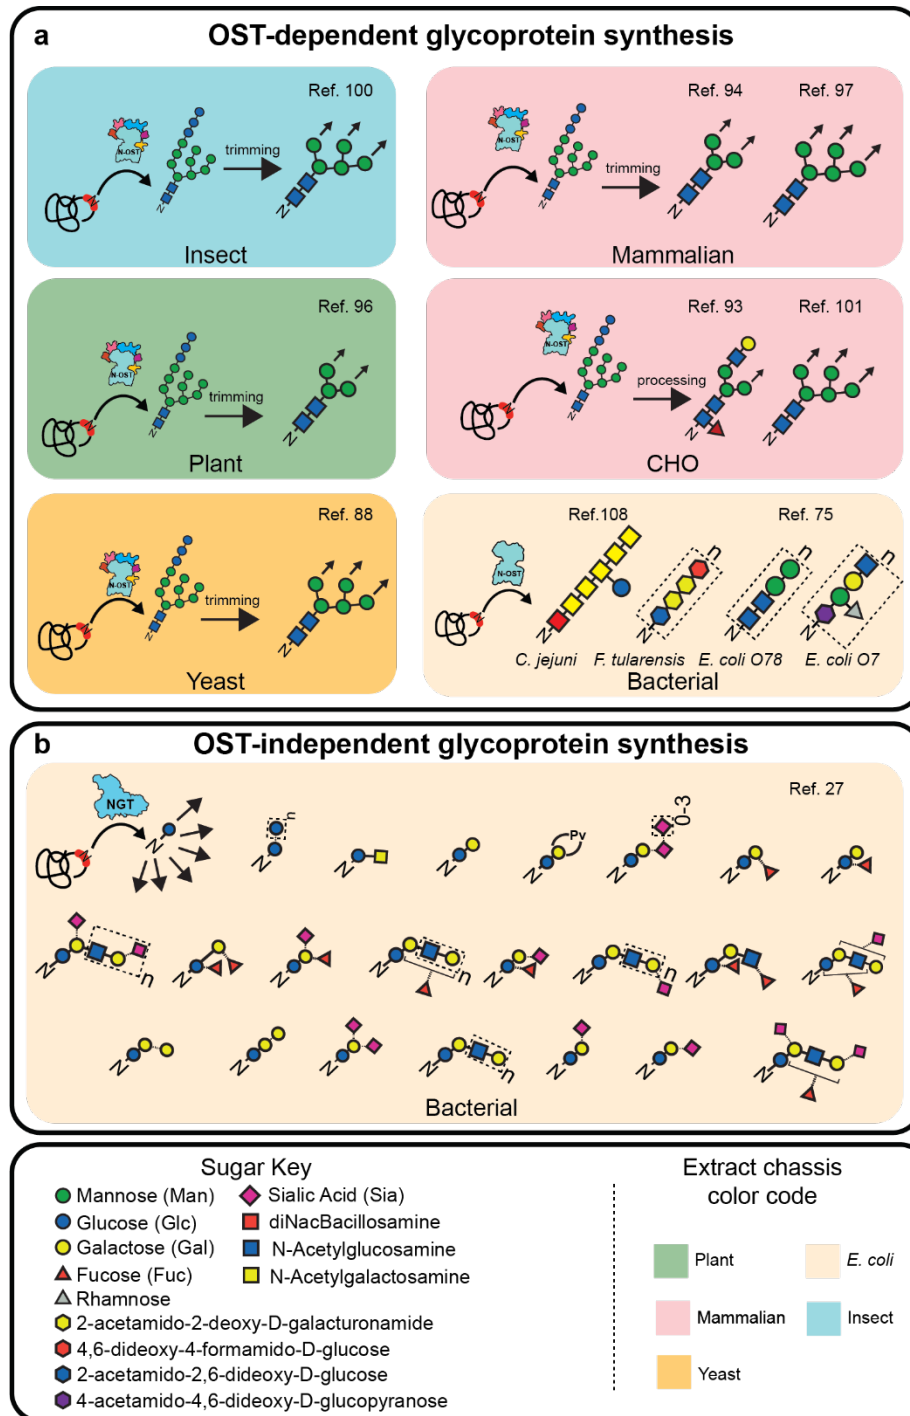 a OST-dependent glycoprotein synthesis
Ref. 100
N-OST
trimming
N
N
Insect
Ref. 94
Ref. 97
N-OST
trimming
N
N
N
N
Mammalian
Ref. 96
N-OST
trimming
N
N
N
Plant
Ref. 93
Ref. 101
N-OST
processing
N
N
N
N
CHO
Ref. 88
N-OST
trimming
N
N
N
Yeast
Ref.108
Ref. 75
N-OST
n
n
n
N
N
N
N
N
C. jejuni
F. tularensis
E. coli O78
E. coli O7
Bacterial
b OST-independent glycoprotein synthesis
Ref. 27
NGT
n
Pv
0-3
N
N
N
N
N
N
N
N
N
n
n
n
n
N
N
N
N
N
N
N
N
n
N
N
N
N
N
N
N
Bacterial
Sugar Key
Mannose (Man)
Glucose (Glc)
Galactose (Gal)
Fucose (Fuc)
Rhamnose
2-acetamido-2-deoxy-D-galacturonamide
4,6-dideoxy-4-formamido-D-glucose
2-acetamido-2,6-dideoxy-D-glucose
4-acetamido-4,6-dideoxy-D-glucopyranose
Sialic Acid (Sia)
diNacBacillosamine
N-Acetylglucosamine
N-Acetylgalactosamine
Extract chassis
color code
Plant
E. coli
Mammalian
Insect
Yeast